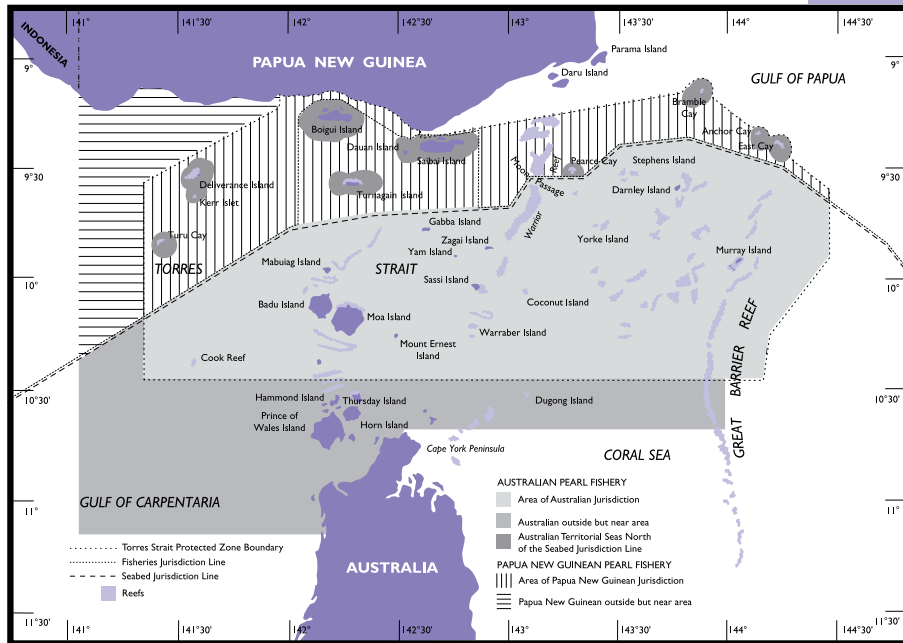 141° 141°30' 142° 142°30' 143° 143°30' 144° 144°30'
INDONESIA
PAPUA NEW GUINEA
Parama Island
Daru Island
GULF OF PAPUA
9° 9°
Bramble
Cay
Boigui Island
Anchor Cay
East Cay
Dauan Island
Saibai Island
Moon
Passage
Reef
Warrior
Pearce Cay
Stephens Island
9°30' 9°30'
Deliverance Island
Kerr Islet
Turnagain Island
Darnley Island
Gabba Island
Turu Cay
Zagai Island
Yam Island
Yorke Island
Murray Island
TORRES STRAIT
Mabuiag Island
Sassi Island
10° 10°
Badu Island
Moa Island
Coconut Island
Warraber Island
Mount Ernest
Island
Cook Reef
GREAT BARRIER REEF
10°30' 10°30'
Hammond Island
Thursday Island
Dugong Island
Prince of
Wales Island
Horn Island
Cape York Peninsula
CORAL SEA
GULF OF CARPENTARIA
11° 11°
AUSTRALIAN PEARL FISHERY
Area of Australian Jurisdiction
Australian outside but near area
Australian Territorial Seas North
of the Seabed Jurisdiction Line
PAPUA NEW GUINEAN PEARL FISHERY
Area of Papua New Guinean Jurisdiction
Papua New Guinean outside but near area
Torres Strait Protected Zone Boundary
Fisheries Jurisdiction Line
Seabed Jurisdiction Line
Reefs
AUSTRALIA
11°30' 11°30'
141° 141°30' 142° 142°30' 143° 143°30' 144° 144°30'